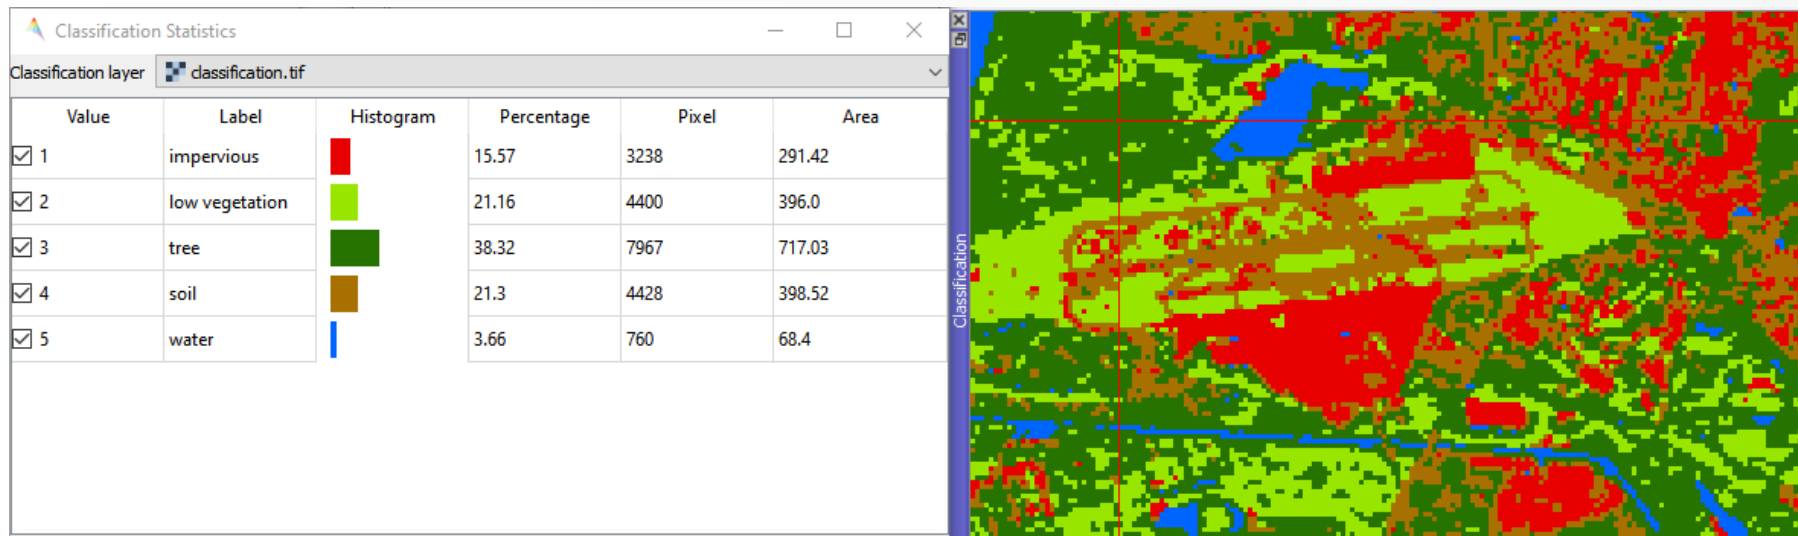 Classification Statistics
Classification layer classification.tif
Value Label Histogram Percentage Pixel Area
1 impervious 15.57 3238 291.42
2 low vegetation 21.16 4400 396.0
3 tree 38.32 7967 717.03
4 soil 21.3 4428 398.52
5 water 3.66 760 68.4
Classification